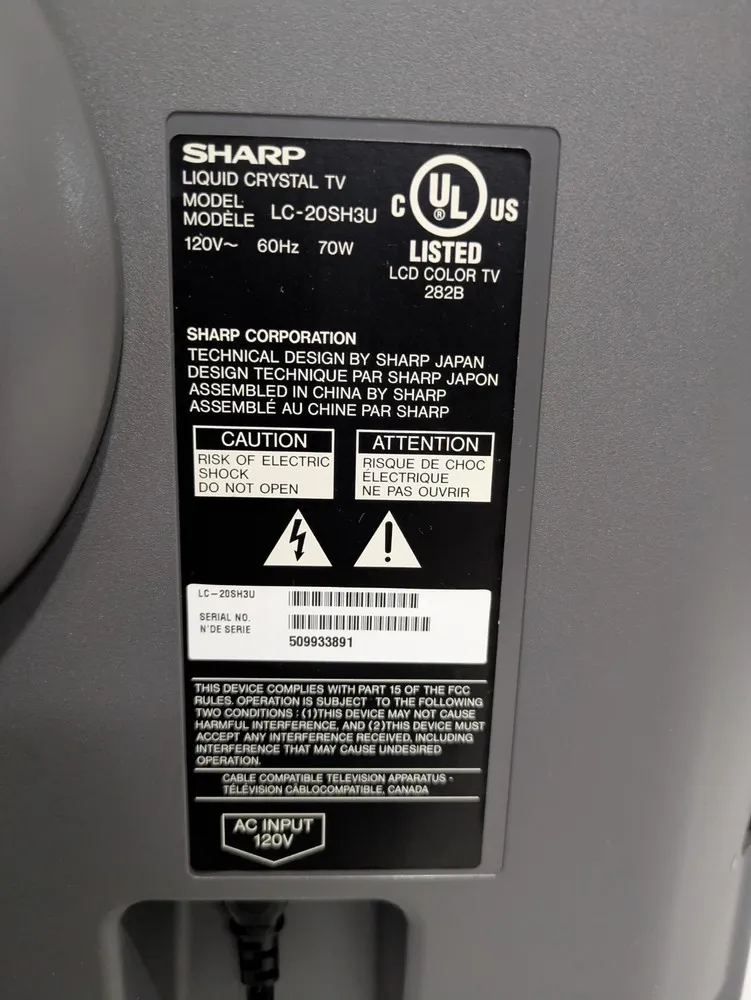 SHARP
LIQUID CRYSTAL TV
MODEL
MODÈLE LC-20SH3U
120V~ 60Hz 70W
C UL® US
LISTED
LCD COLOR TV
282B
SHARP CORPORATION
TECHNICAL DESIGN BY SHARP JAPAN
DESIGN TECHNIQUE PAR SHARP JAPON
ASSEMBLED IN CHINA BY SHARP
ASSEMBLÉ AU CHINE PAR SHARP
CAUTION
RISK OF ELECTRIC
SHOCK
DO NOT OPEN
ATTENTION
RISQUE DE CHOC
ÉLECTRIQUE
NE PAS OUVRIR
LC-20SH3U
SERIAL NO.
N'DE SERIE
509933891
THIS DEVICE COMPLIES WITH PART 15 OF THE FCC
RULES. OPERATION IS SUBJECT TO THE FOLLOWING
TWO CONDITIONS : (1)THIS DEVICE MAY NOT CAUSE
HARMFUL INTERFERENCE, AND (2)THIS DEVICE MUST
ACCEPT ANY INTERFERENCE RECEIVED, INCLUDING
INTERFERENCE THAT MAY CAUSE UNDESIRED
OPERATION.
CABLE COMPATIBLE TELEVISION APPARATUS -
TÉLÉVISION CÂBLOCOMPATIBLE, CANADA
AC INPUT
120V